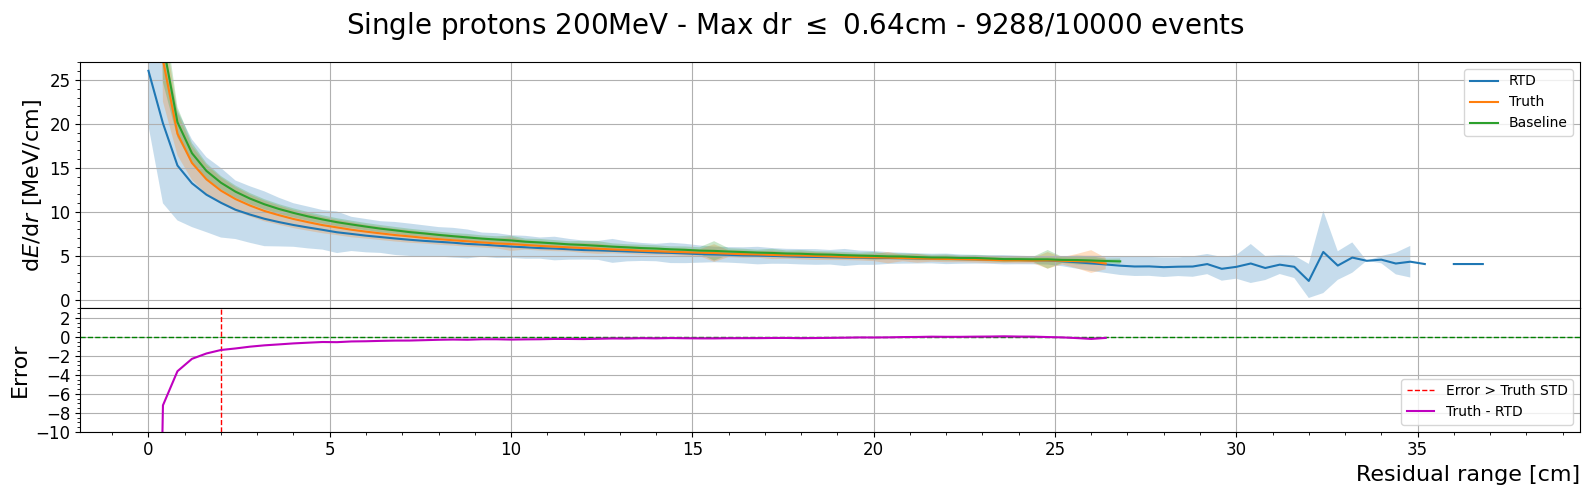 Single protons 200MeV - Max dr ≤ 0.64cm - 9288/10000 events
dE/dr [MeV/cm]
25
20
15
10
5
0
RTD
Truth
Baseline
Error
2
0
−2
−4
−6
−8
−10
Error > Truth STD
Truth - RTD
0 5 10 15 20 25 30 35
Residual range [cm]